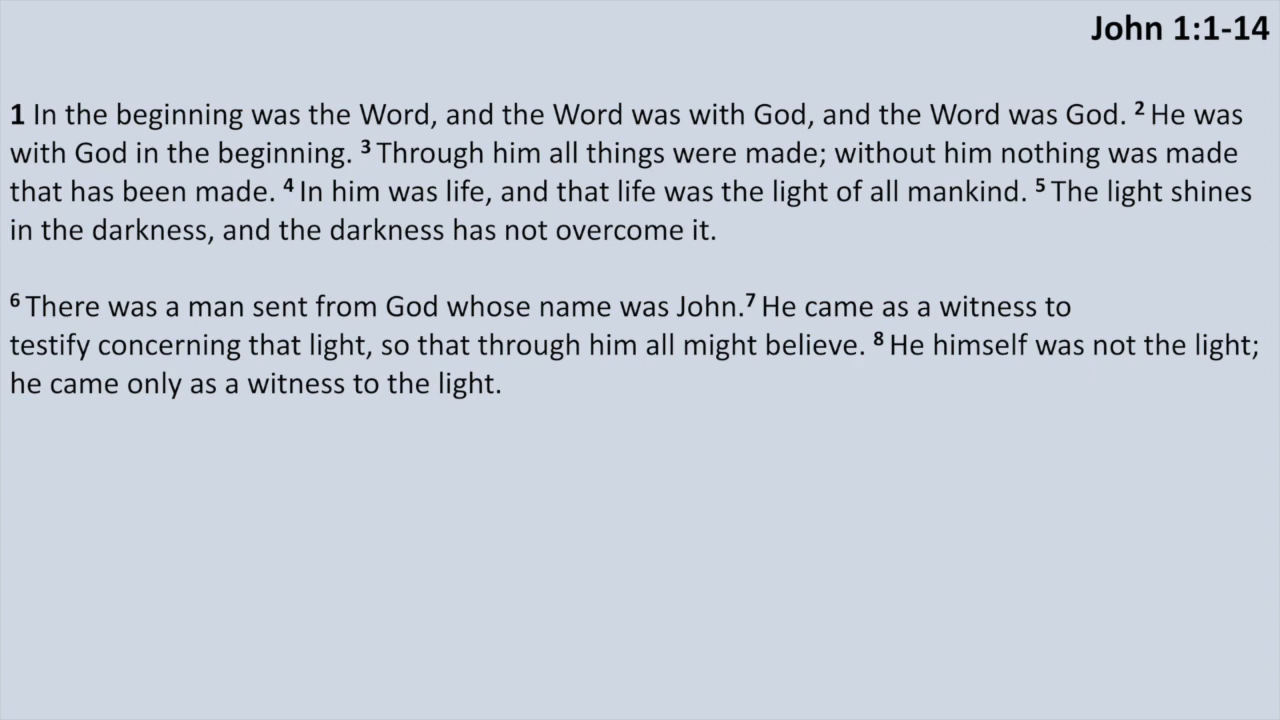 John 1:1-14
1 In the beginning was the Word, and the Word was with God, and the Word was God. 2 He was
with God in the beginning. 3 Through him all things were made; without him nothing was made
that has been made. 4 In him was life, and that life was the light of all mankind. 5 The light shines
in the darkness, and the darkness has not overcome it.
6 There was a man sent from God whose name was John.7 He came as a witness to
testify concerning that light, so that through him all might believe. 8 He himself was not the light;
he came only as a witness to the light.